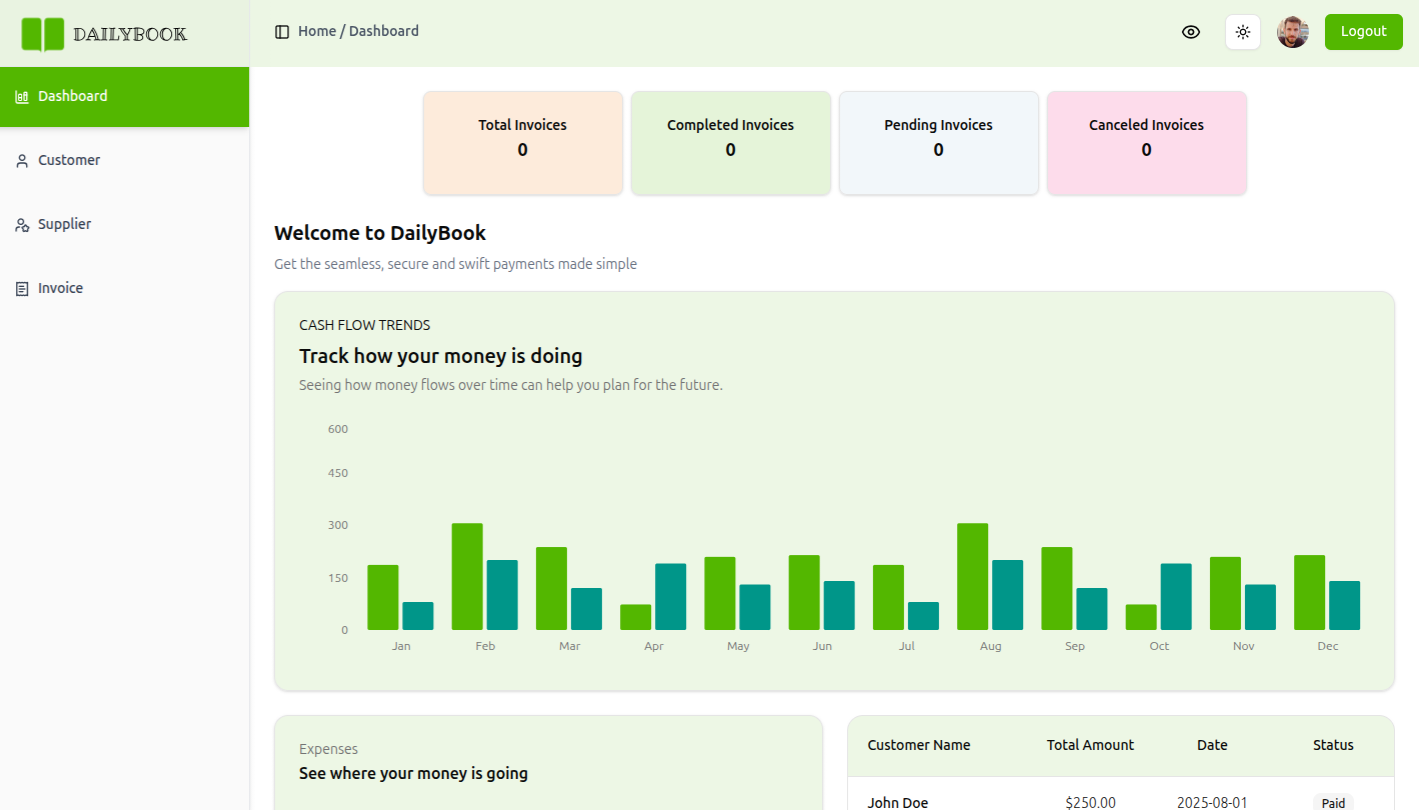 DAILYBOOK
Home / Dashboard
Logout
Dashboard
Customer
Supplier
Invoice
Total Invoices
0
Completed Invoices
0
Pending Invoices
0
Canceled Invoices
0
Welcome to DailyBook
Get the seamless, secure and swift payments made simple
CASH FLOW TRENDS
Track how your money is doing
Seeing how money flows over time can help you plan for the future.
600
450
300
150
0
Jan Feb Mar Apr May Jun Jul Aug Sep Oct Nov Dec
Expenses
See where your money is going
Customer Name Total Amount Date Status
John Doe $250.00 2025-08-01 Paid